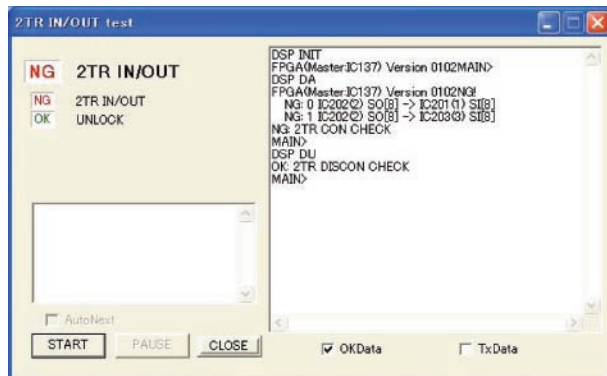 2TR IN/OUT test
NG 2TR IN/OUT
NG 2TR IN/OUT
OK UNLOCK
DSP INIT
FPGA(Master:IC137) Version 0102MAIN>
DSP DA
FPGA(Master:IC137) Version 0102NG!
NG: 0 IC202(2) SO[8] -> IC201(1) SI[8]
NG: 1 IC202(2) SO[8] -> IC203(3) SI[8]
NG: 2TR CON CHECK
MAIN>
DSP DU
OK: 2TR DISCON CHECK
MAIN>
AutoNext
START PAUSE CLOSE
OKData TxData